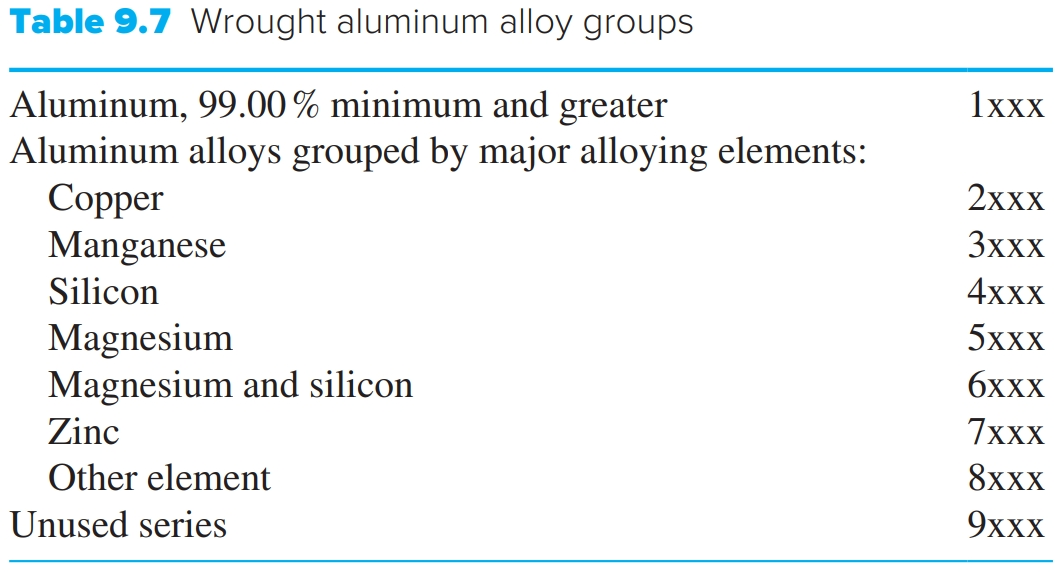 Table 9.7 Wrought aluminum alloy groups
Aluminum, 99.00% minimum and greater 1xxx
Aluminum alloys grouped by major alloying elements:
Copper 2xxx
Manganese 3xxx
Silicon 4xxx
Magnesium 5xxx
Magnesium and silicon 6xxx
Zinc 7xxx
Other element 8xxx
Unused series 9xxx